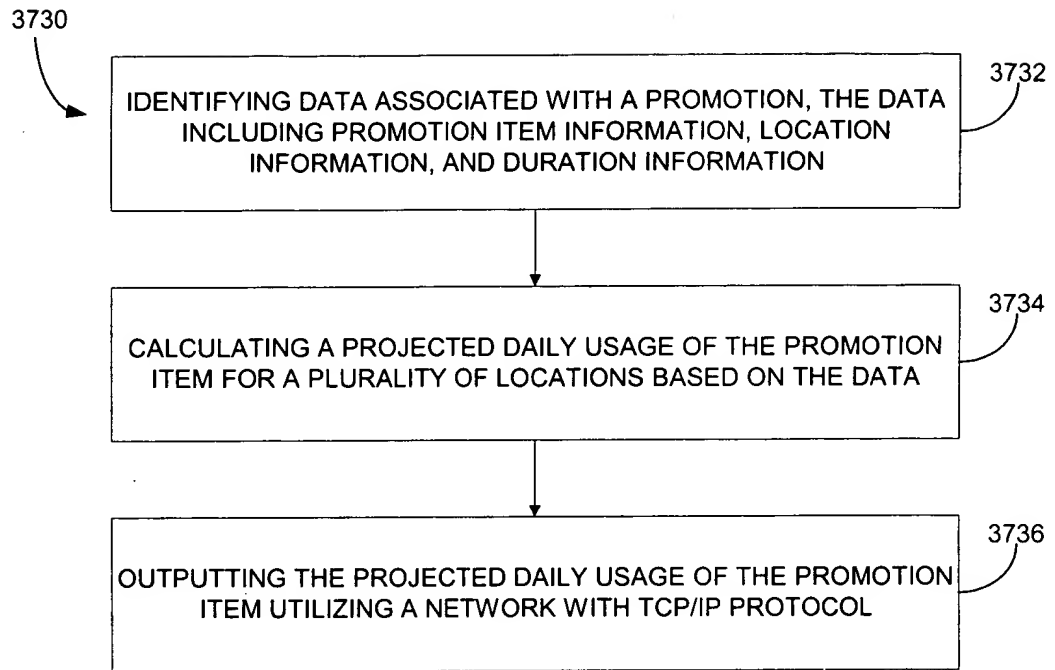 3730
3732
IDENTIFYING DATA ASSOCIATED WITH A PROMOTION, THE DATA
INCLUDING PROMOTION ITEM INFORMATION, LOCATION
INFORMATION, AND DURATION INFORMATION
3734
CALCULATING A PROJECTED DAILY USAGE OF THE PROMOTION
ITEM FOR A PLURALITY OF LOCATIONS BASED ON THE DATA
3736
OUTPUTTING THE PROJECTED DAILY USAGE OF THE PROMOTION
ITEM UTILIZING A NETWORK WITH TCP/IP PROTOCOL